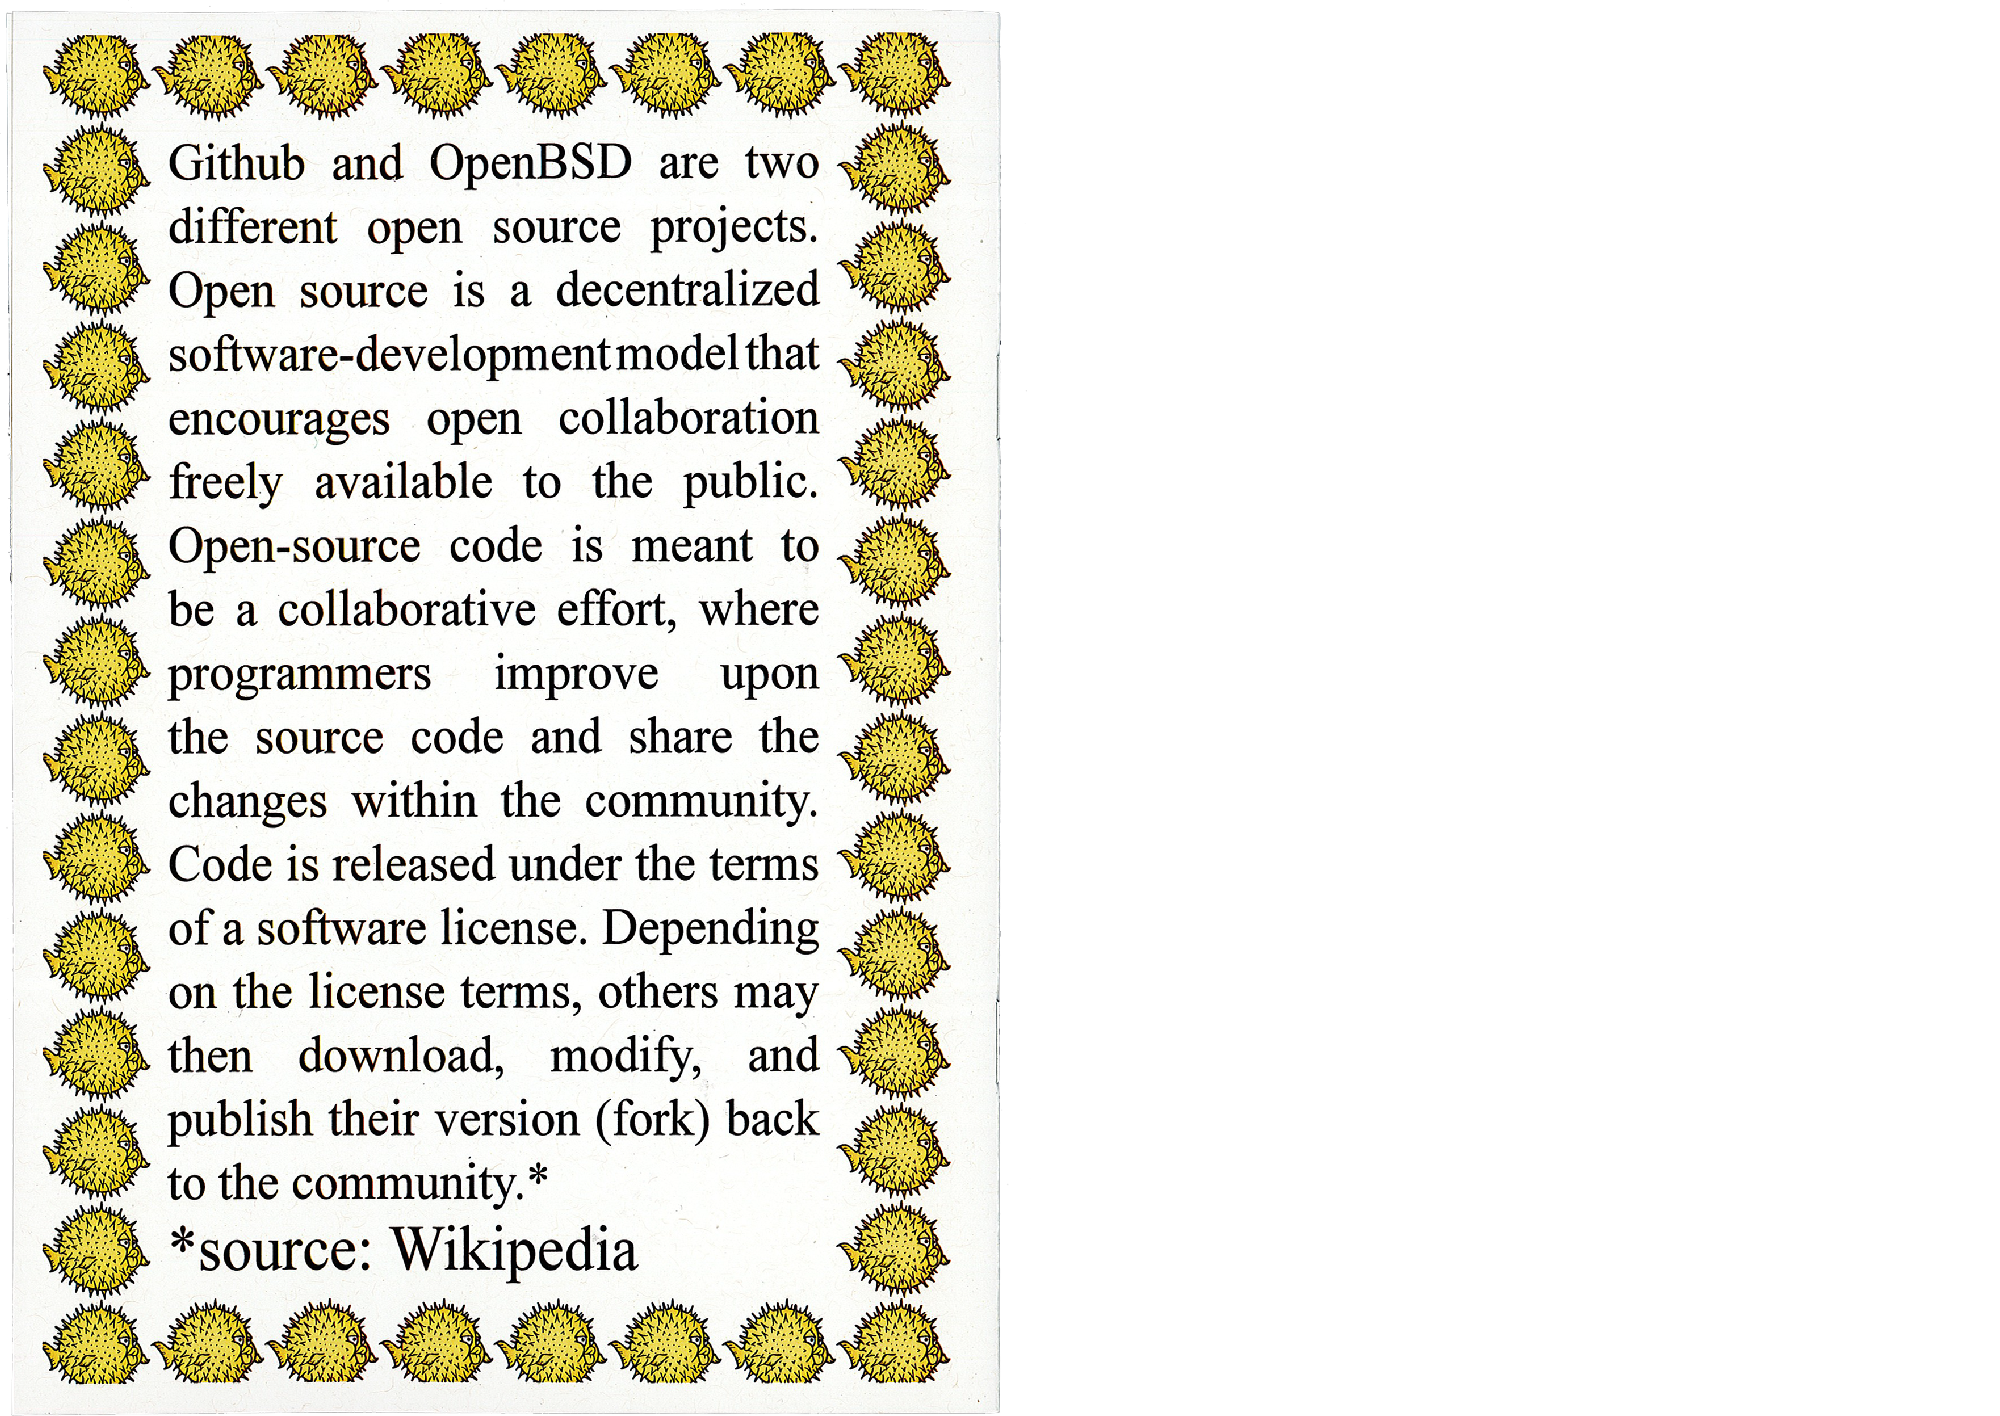 Github and OpenBSD are two
different open source projects.
Open source is a decentralized
software-development model that
encourages open collaboration
freely available to the public.
Open-source code is meant to
be a collaborative effort, where
programmers improve upon
the source code and share the
changes within the community.
Code is released under the terms
of a software license. Depending
on the license terms, others may
then download, modify, and
publish their version (fork) back
to the community.*
*source: Wikipedia